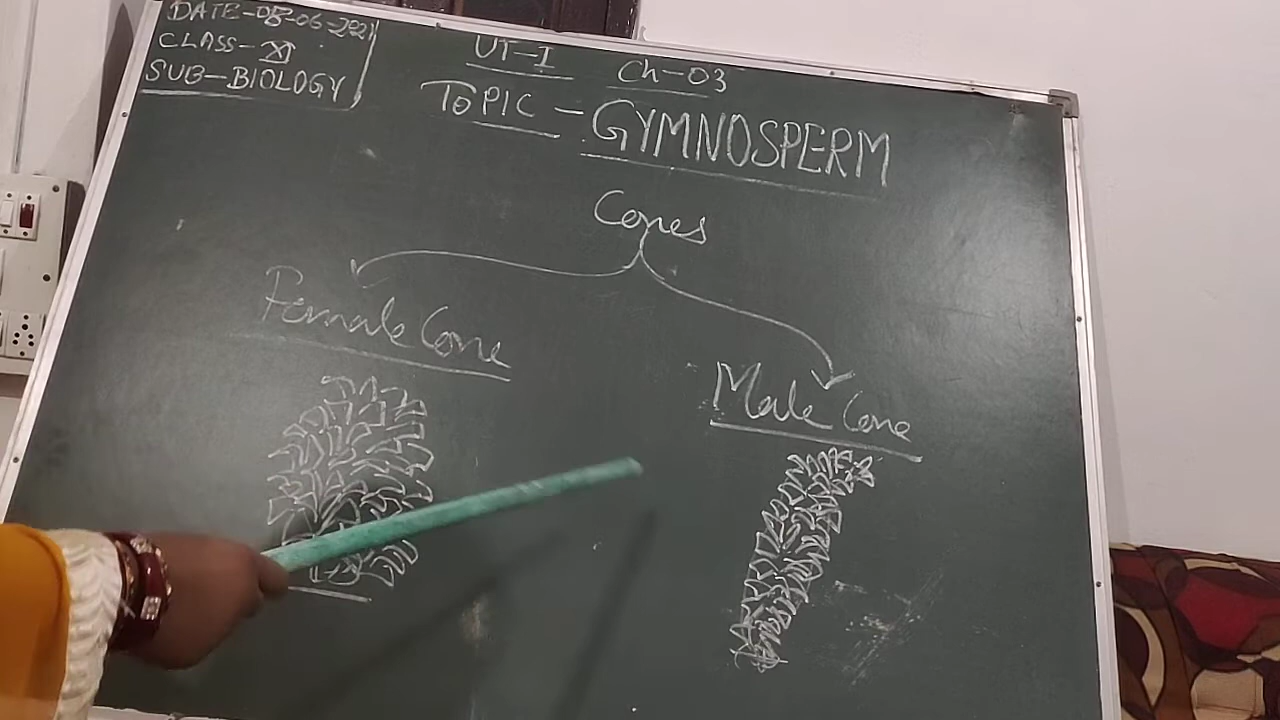 DATE-08-06-2021
CLASS-XI
SUB-BIOLOGY
UT-I Ch-03
TOPIC-GYMNOSPERM
Cones
Female Cone
Male Cone